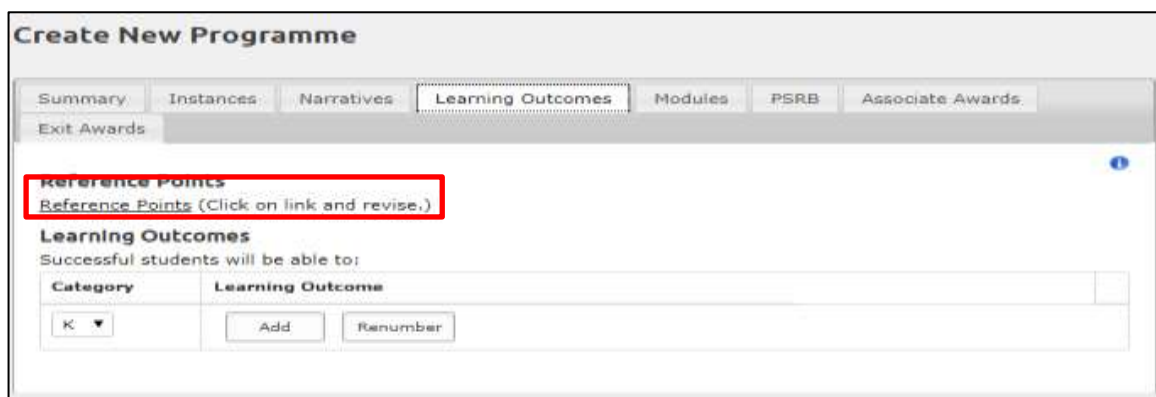 Create New Programme
Summary Instances Narratives Learning Outcomes Modules PSRB Associate Awards
Exit Awards
Reference Points
Reference Points (Click on link and revise.)
Learning Outcomes
Successful students will be able to:
Category Learning Outcome
K Add Renumber